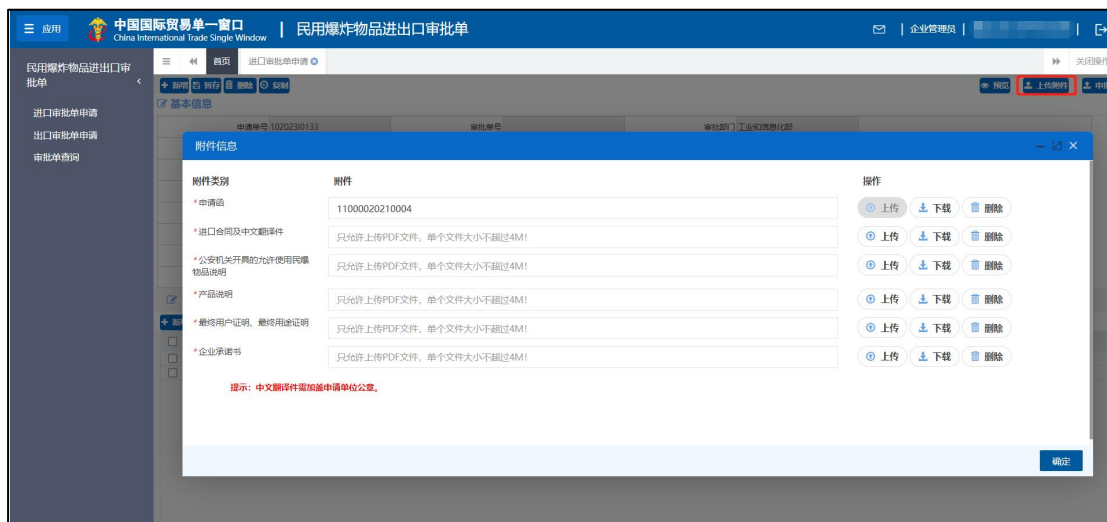 应用
中国国际贸易单一窗口
China International Trade Single Window
民用爆炸物品进出口审批单
企业管理员
民用爆炸物品进出口审
批单
首页
进口审批单申请
关闭操作
进口审批单申请
出口审批单申请
审批单查询
新增 暂存 删除 复制
预览
上传附件
基本信息
申请单号 10202310133
审批单号
审批部门 工业和信息化部
附件信息
附件类别 附件 操作
*申请函 11000020210004 上传 下载 删除
*进口合同及中文翻译件 只允许上传PDF文件，单个文件大小不超过4M! 上传 下载 删除
*公安机关开具的允许使用民爆
物品说明 只允许上传PDF文件，单个文件大小不超过4M! 上传 下载 删除
*产品说明 只允许上传PDF文件，单个文件大小不超过4M! 上传 下载 删除
*最终用户证明、最终用途证明 只允许上传PDF文件，单个文件大小不超过4M! 上传 下载 删除
*企业承诺书 只允许上传PDF文件，单个文件大小不超过4M! 上传 下载 删除
提示：中文翻译件需加盖申请单位公章。
确定